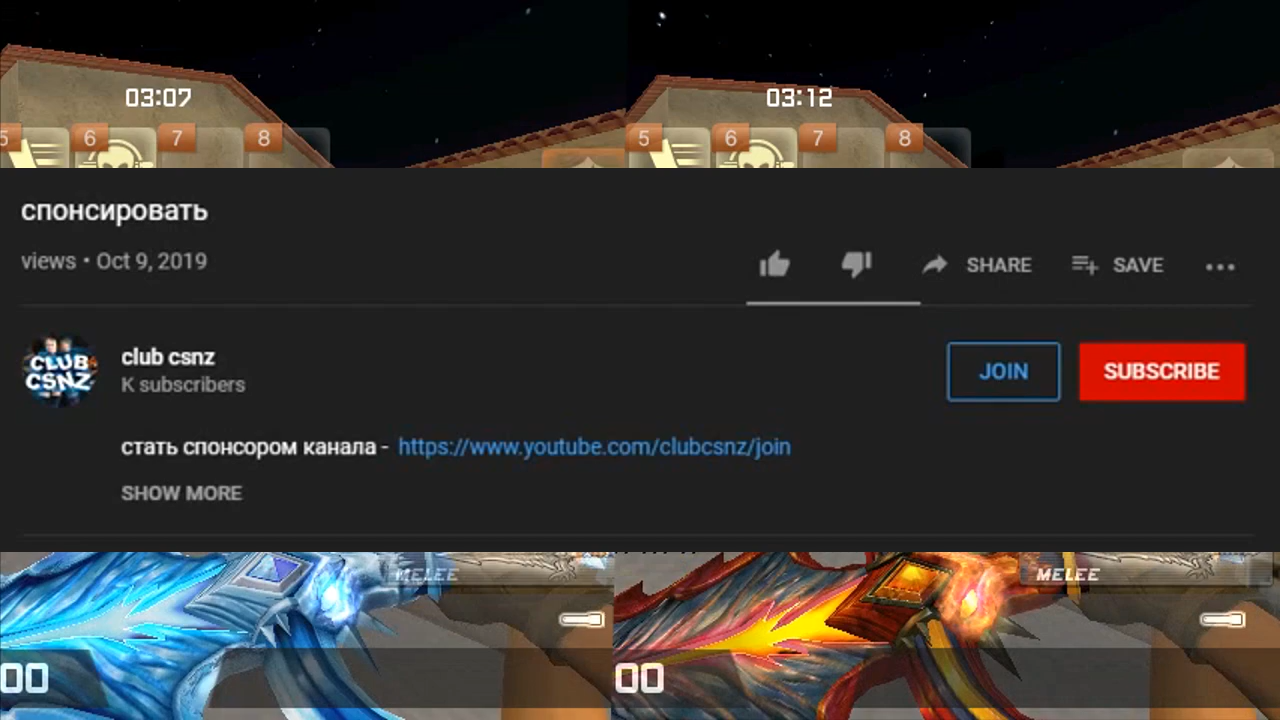 03:07
03:12
5 6 7 8
5 6 7 8
спонсировать
views • Oct 9, 2019
SHARE SAVE
CLUB
CSNZ
club csnz
K subscribers
JOIN SUBSCRIBE
стать спонсором канала - https://www.youtube.com/clubcsnz/join
SHOW MORE
MELEE
MELEE
00
00